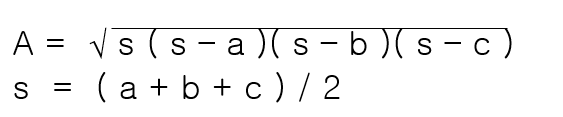 A = √s(s-a)(s-b)(s-c)
s = (a+b+c)/2